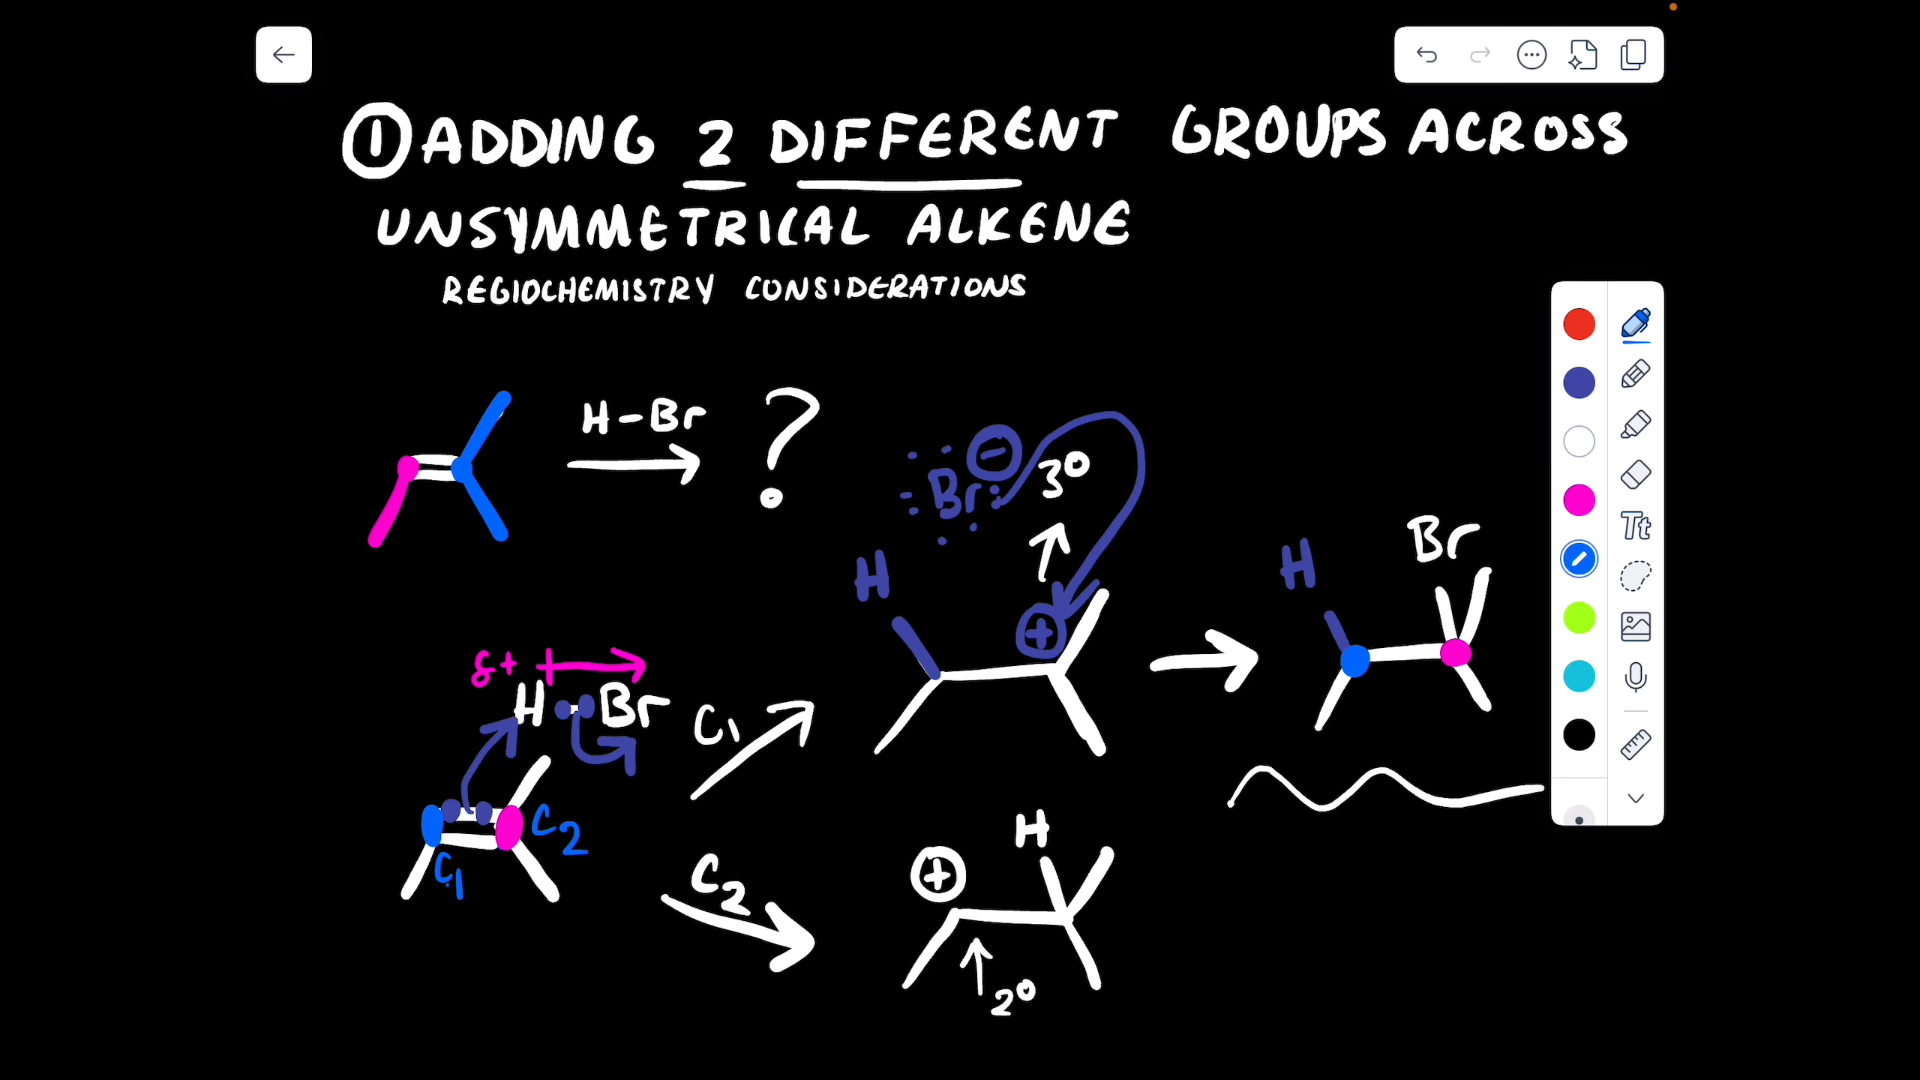 ① ADDING 2 DIFFERENT GROUPS ACROSS
UNSYMMETRICAL ALKENE
REGIOCHEMISTRY CONSIDERATIONS
H-Br
?
Br
−
3°
H
+
H
Br
δ+
H Br
C1
C2
C1
C2
+
H
2°
Tt